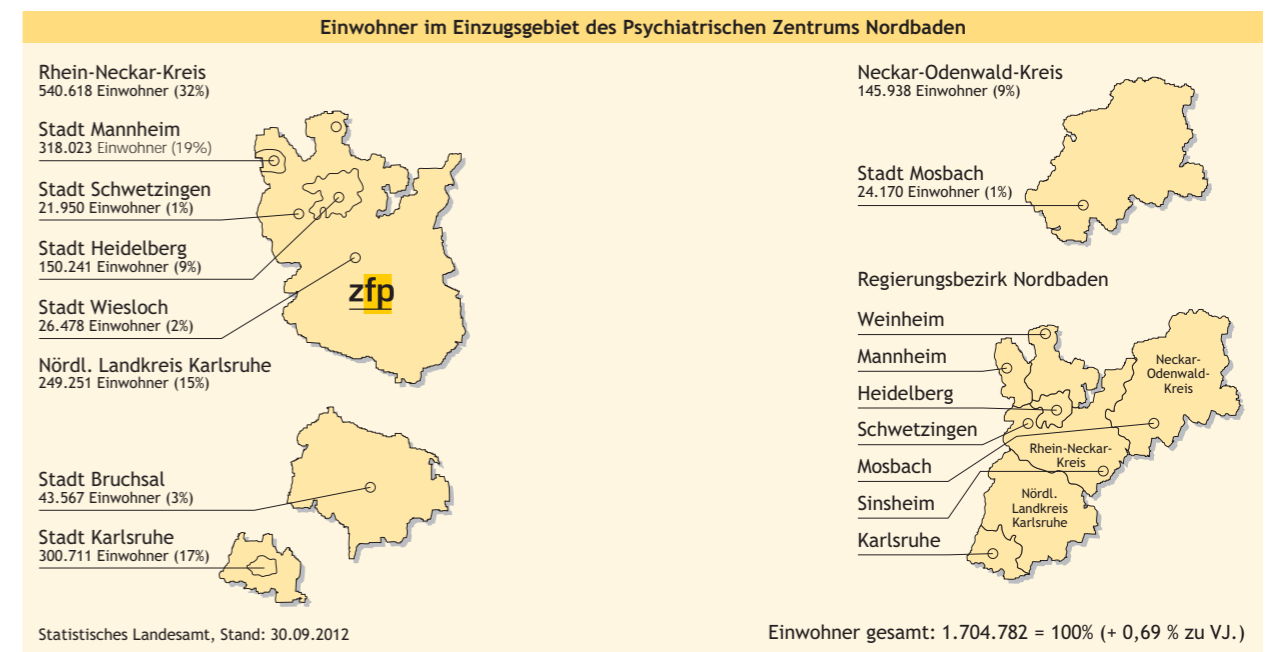 Einwohner im Einzugsgebiet des Psychiatrischen Zentrums Nordbaden
Rhein-Neckar-Kreis
540.618 Einwohner (32%)
Stadt Mannheim
318.023 Einwohner (19%)
Stadt Schwetzingen
21.950 Einwohner (1%)
Stadt Heidelberg
150.241 Einwohner (9%)
Stadt Wiesloch
26.478 Einwohner (2%)
zfp
Nördl. Landkreis Karlsruhe
249.251 Einwohner (15%)
Stadt Bruchsal
43.567 Einwohner (3%)
Stadt Karlsruhe
300.711 Einwohner (17%)
Statistisches Landesamt, Stand: 30.09.2012
Neckar-Odenwald-Kreis
145.938 Einwohner (9%)
Stadt Mosbach
24.170 Einwohner (1%)
Regierungsbezirk Nordbaden
Weinheim
Mannheim
Heidelberg
Schwetzingen
Mosbach
Sinsheim
Karlsruhe
Neckar-
Odenwald-
Kreis
Rhein-Neckar-
Kreis
Nördl.
Landkreis
Karlsruhe
Einwohner gesamt: 1.704.782 = 100% (+ 0,69 % zu VJ.)